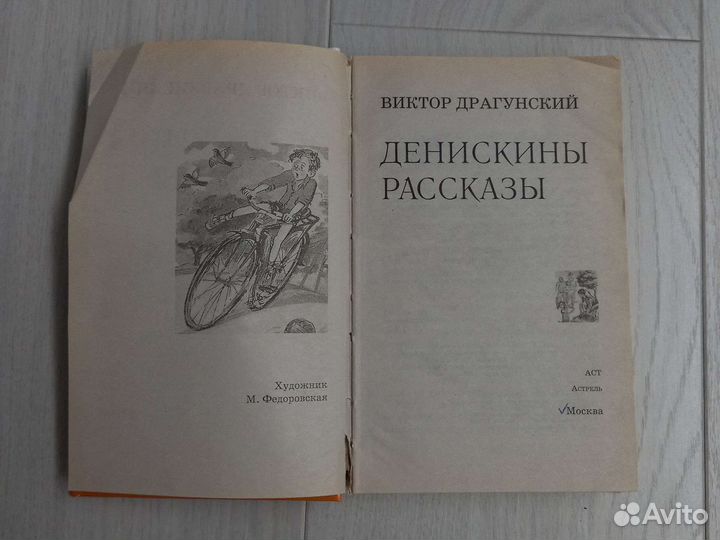 Художник
М. Федоровская
ВИКТОР ДРАГУНСКИЙ
ДЕНИСКИНЫ
РАССКАЗЫ
АСТ
Астрель
Москва
Avito